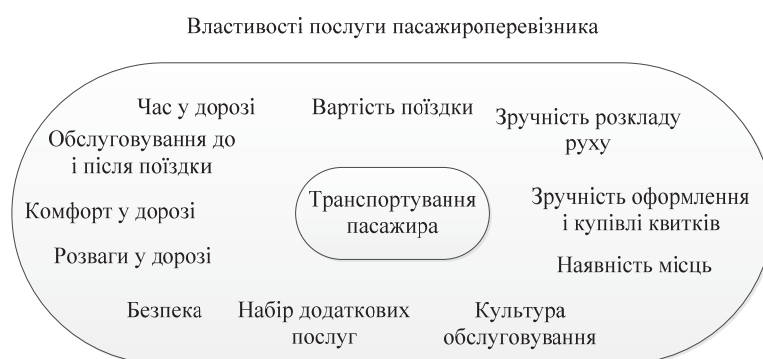 Властивості послуги пасажироперевізника
Час у дорозі
Вартість поїздки
Зручність розкладу
руху
Обслуговування до
і після поїздки
Транспортування
пасажира
Зручність оформлення
і купівлі квитків
Комфорт у дорозі
Розваги у дорозі
Наявність місць
Безпека
Набір додаткових
послуг
Культура
обслуговування